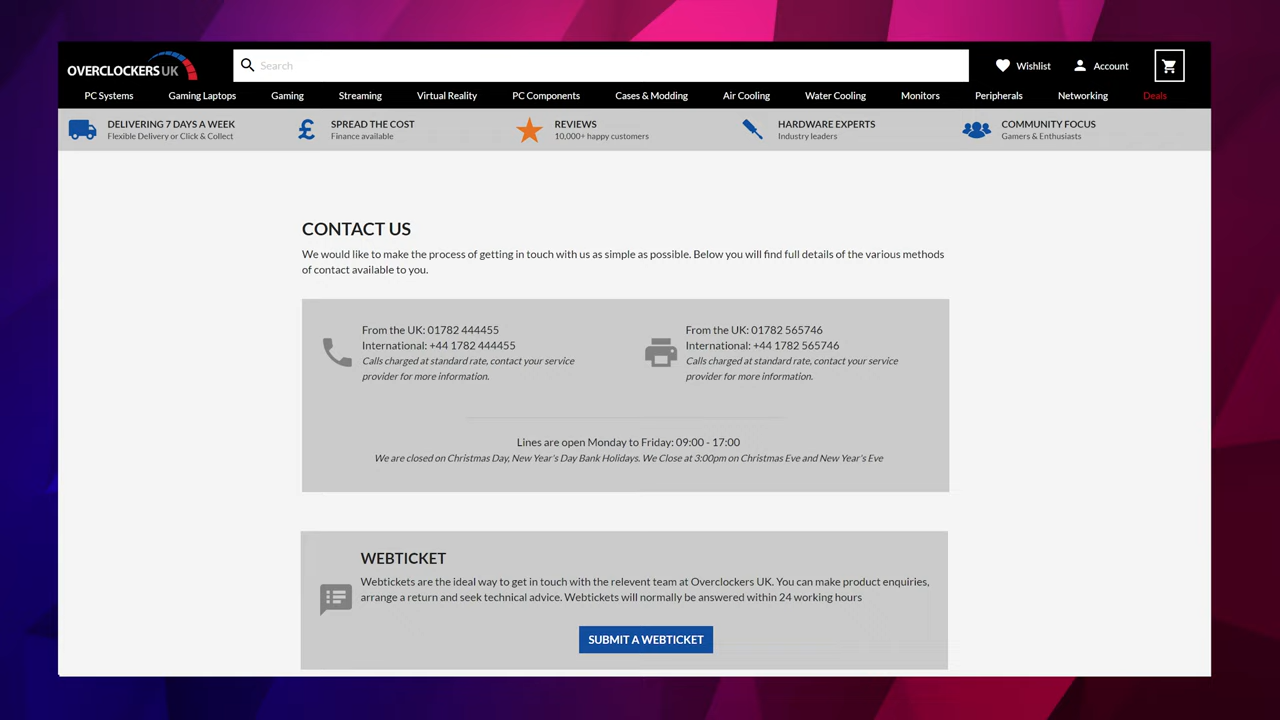 OVERCLOCKERS UK
Search
Wishlist
Account
PC Systems
Gaming Laptops
Gaming
Streaming
Virtual Reality
PC Components
Cases & Modding
Air Cooling
Water Cooling
Monitors
Peripherals
Networking
Deals
DELIVERING 7 DAYS A WEEK
Flexible Delivery or Click & Collect
SPREAD THE COST
Finance available
REVIEWS
10,000+ happy customers
HARDWARE EXPERTS
Industry leaders
COMMUNITY FOCUS
Gamers & Enthusiasts
CONTACT US
We would like to make the process of getting in touch with us as simple as possible. Below you will find full details of the various methods
of contact available to you.
From the UK: 01782 444455
International: +44 1782 444455
Calls charged at standard rate, contact your service
provider for more information.
From the UK: 01782 565746
International: +44 1782 565746
Calls charged at standard rate, contact your service
provider for more information.
Lines are open Monday to Friday: 09:00 - 17:00
We are closed on Christmas Day, New Year's Day Bank Holidays. We Close at 3:00pm on Christmas Eve and New Year's Eve
WEBTICKET
Webtickets are the ideal way to get in touch with the relevent team at Overclockers UK. You can make product enquiries,
arrange a return and seek technical advice. Webtickets will normally be answered within 24 working hours
SUBMIT A WEBTICKET